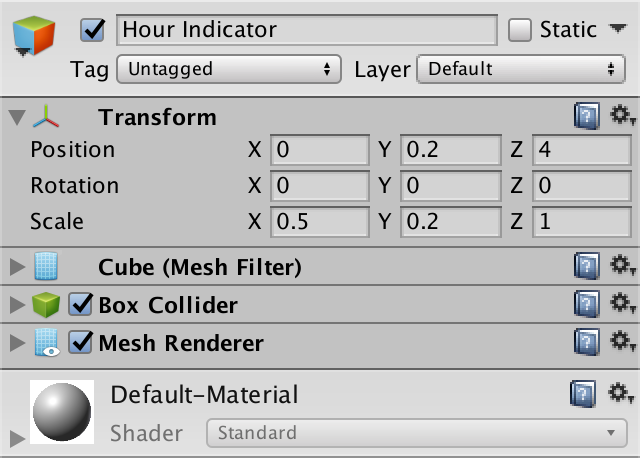 Hour Indicator Static
Tag Untagged Layer Default
Transform
Position X 0 Y 0.2 Z 4
Rotation X 0 Y 0 Z 0
Scale X 0.5 Y 0.2 Z 1
Cube (Mesh Filter)
Box Collider
Mesh Renderer
Default-Material
Shader Standard